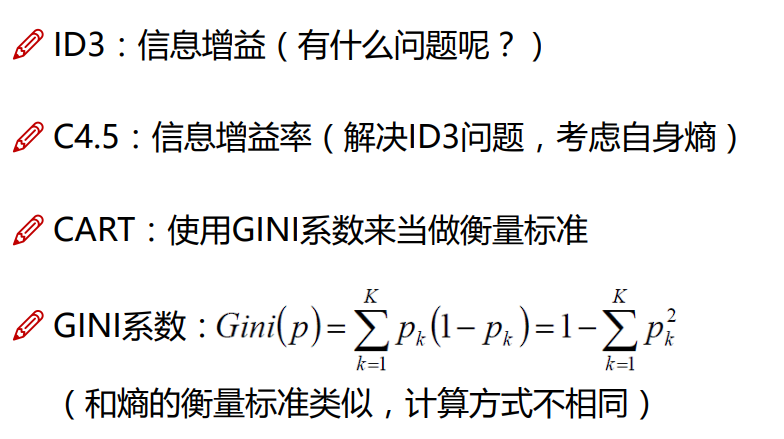 ID3：信息增益（有什么问题呢？）
C4.5：信息增益率（解决ID3问题，考虑自身熵）
CART：使用GINI系数来当做衡量标准
GINI系数：Gini(p)=∑_{k=1}^{K} p_k(1−p_k)=1−∑_{k=1}^{K} p_k^2
（和熵的衡量标准类似，计算方式不相同）